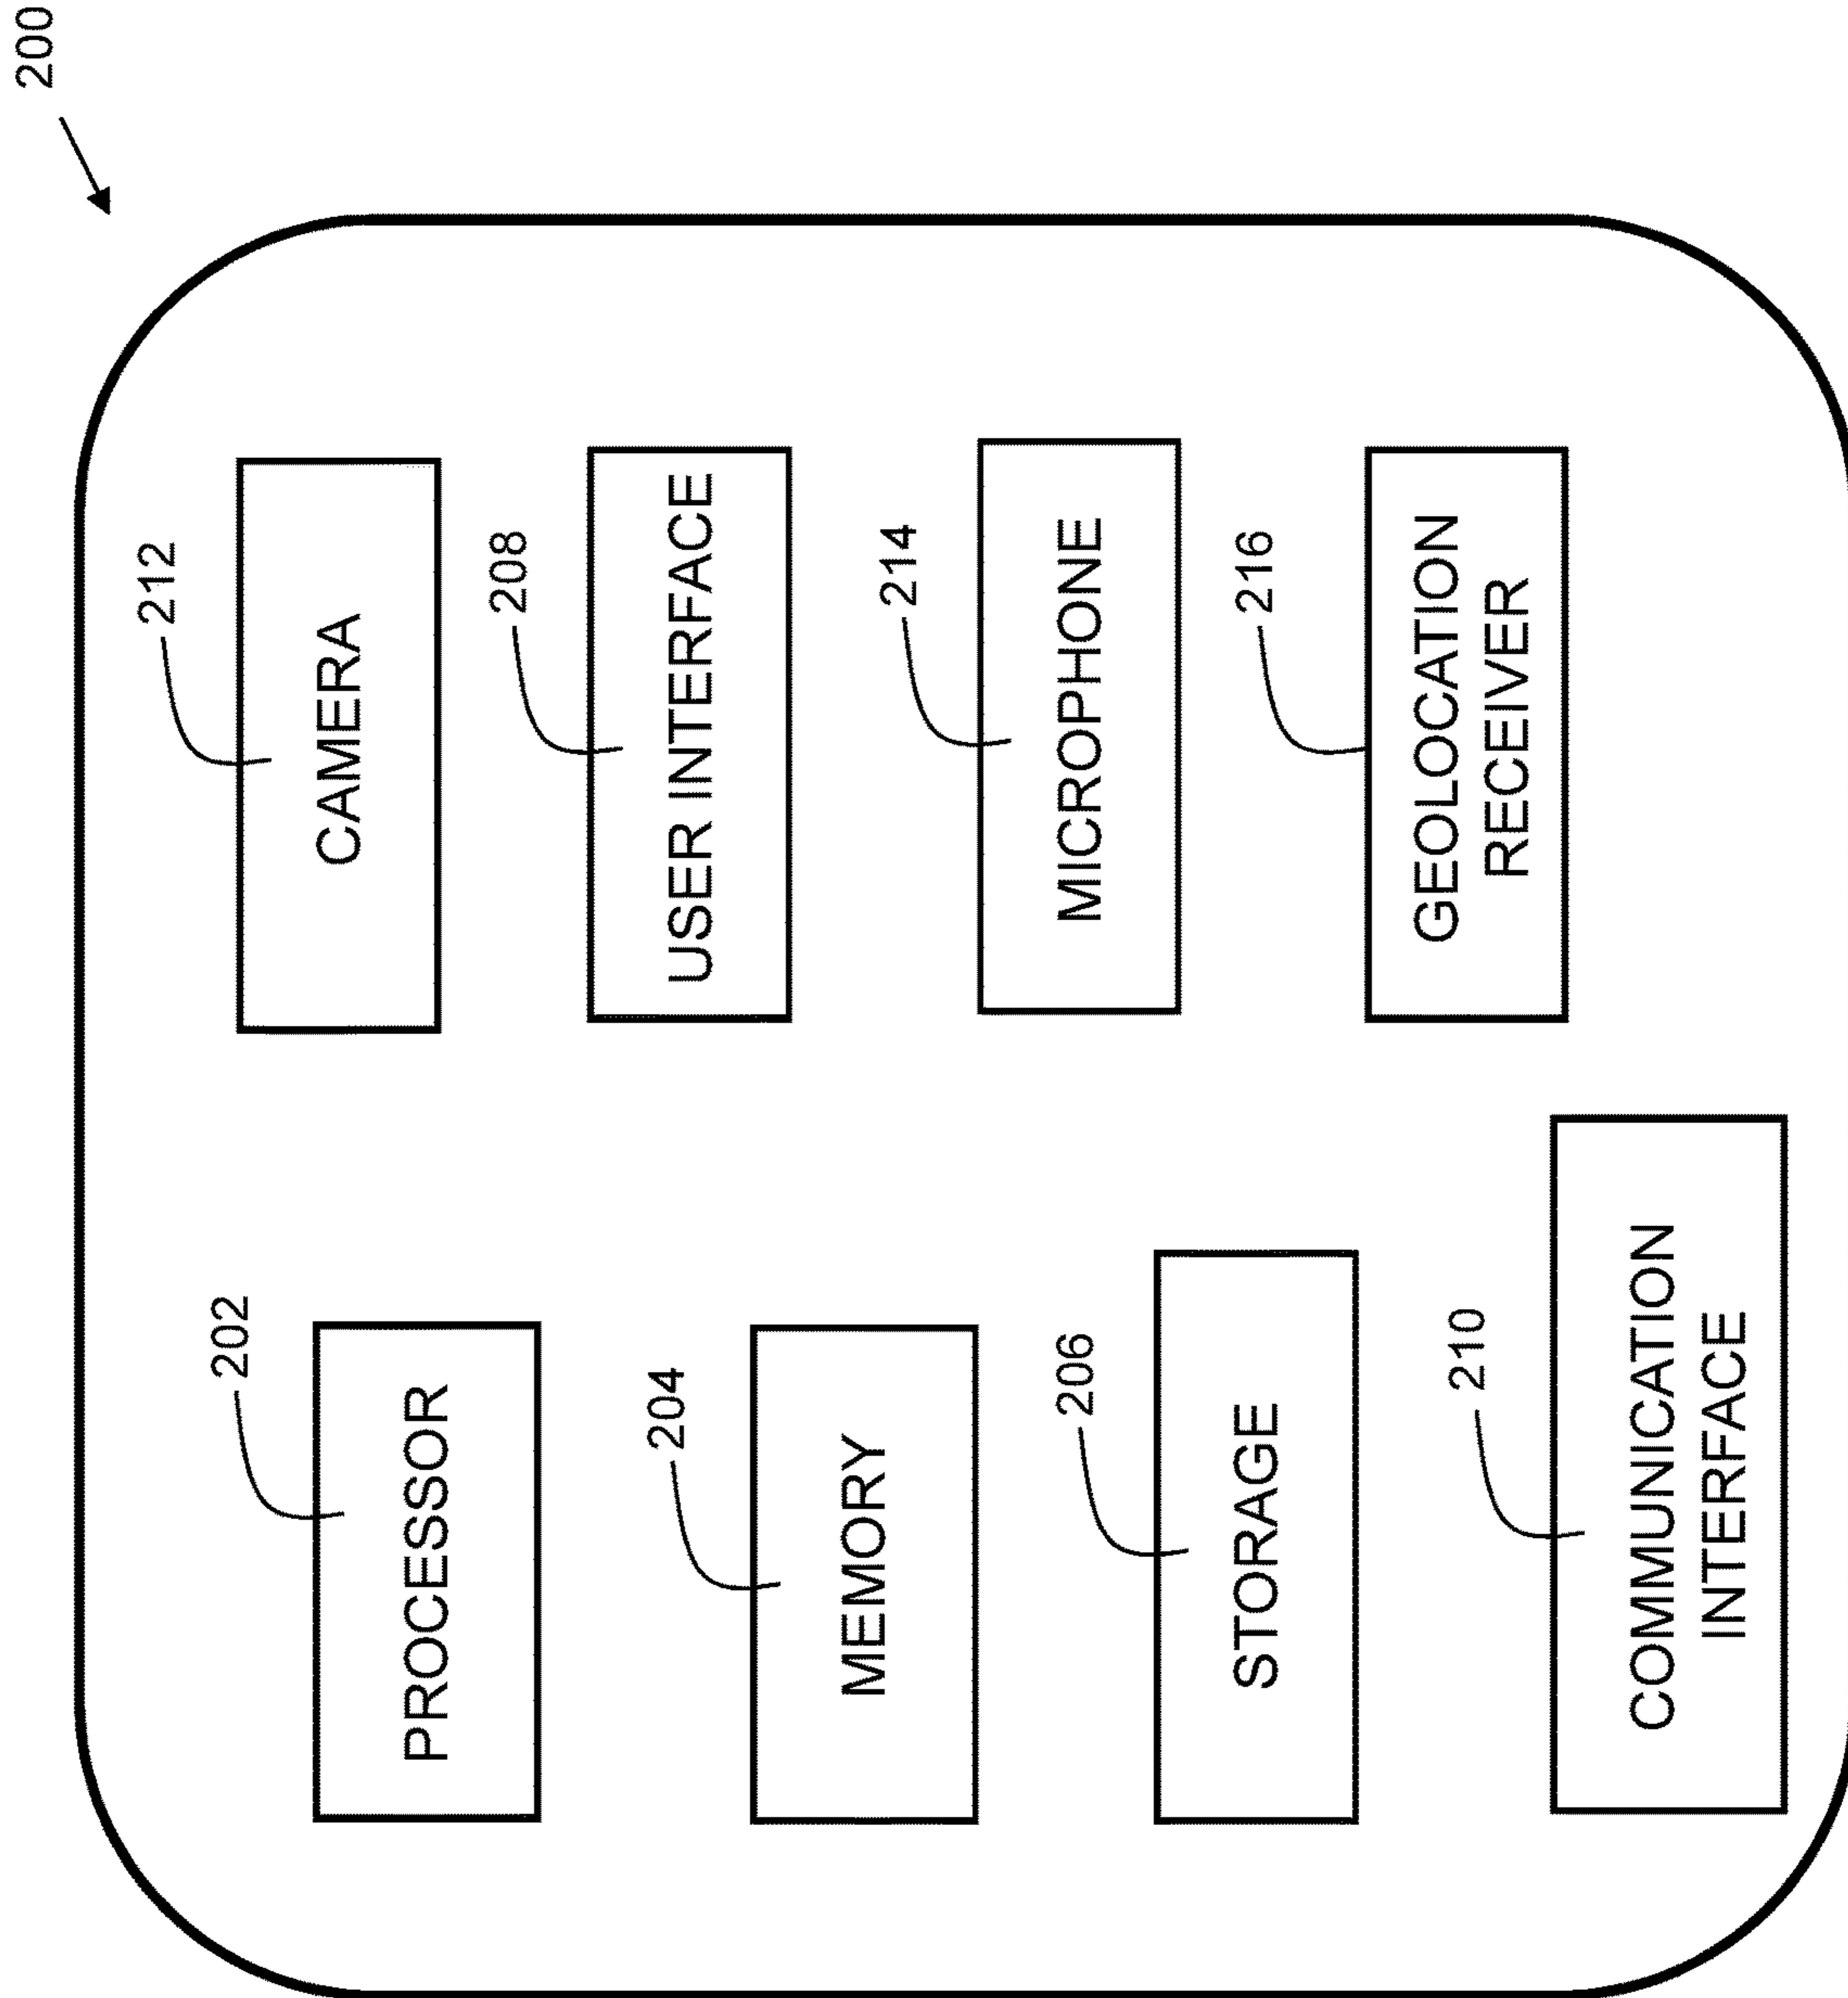 200
202
PROCESSOR
204
MEMORY
206
STORAGE
210
COMMUNICATION
INTERFACE
212
CAMERA
208
USER INTERFACE
214
MICROPHONE
216
GEOLOCATION
RECEIVER